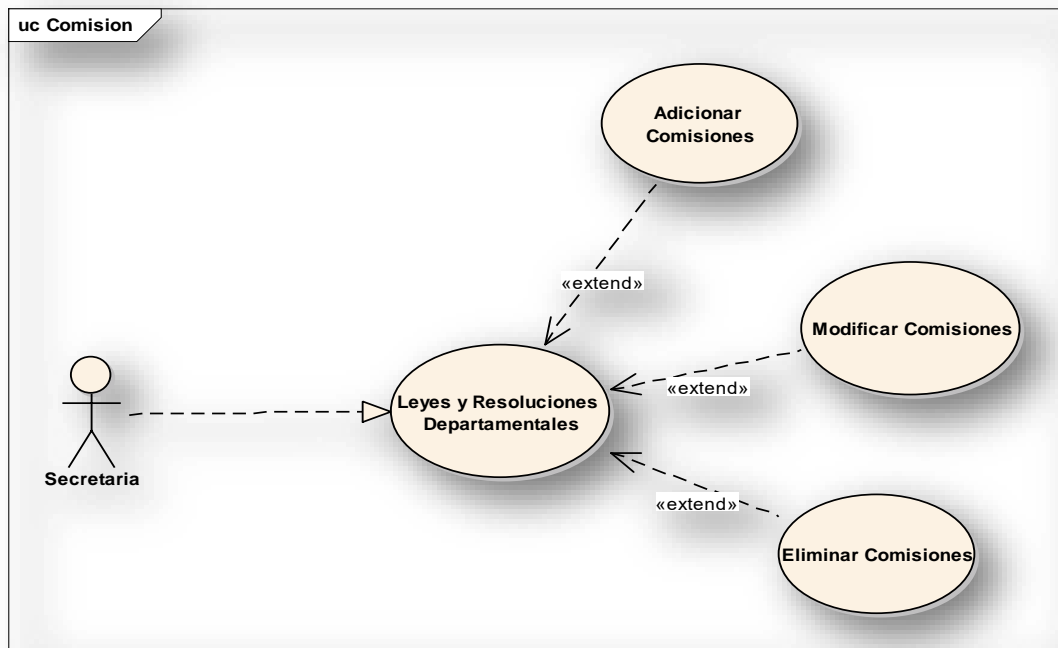 uc Comision
Adicionar
Comisiones
«extend»
Modificar Comisiones
«extend»
Leyes y Resoluciones
Departamentales
Secretaria
«extend»
Eliminar Comisiones